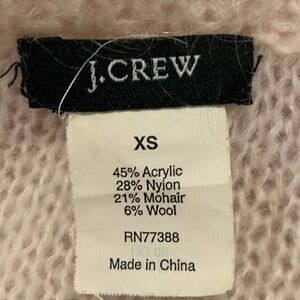 J.CREW
XS
45% Acrylic
28% Nylon
21% Mohair
6% Wool
RN77388
Made in China